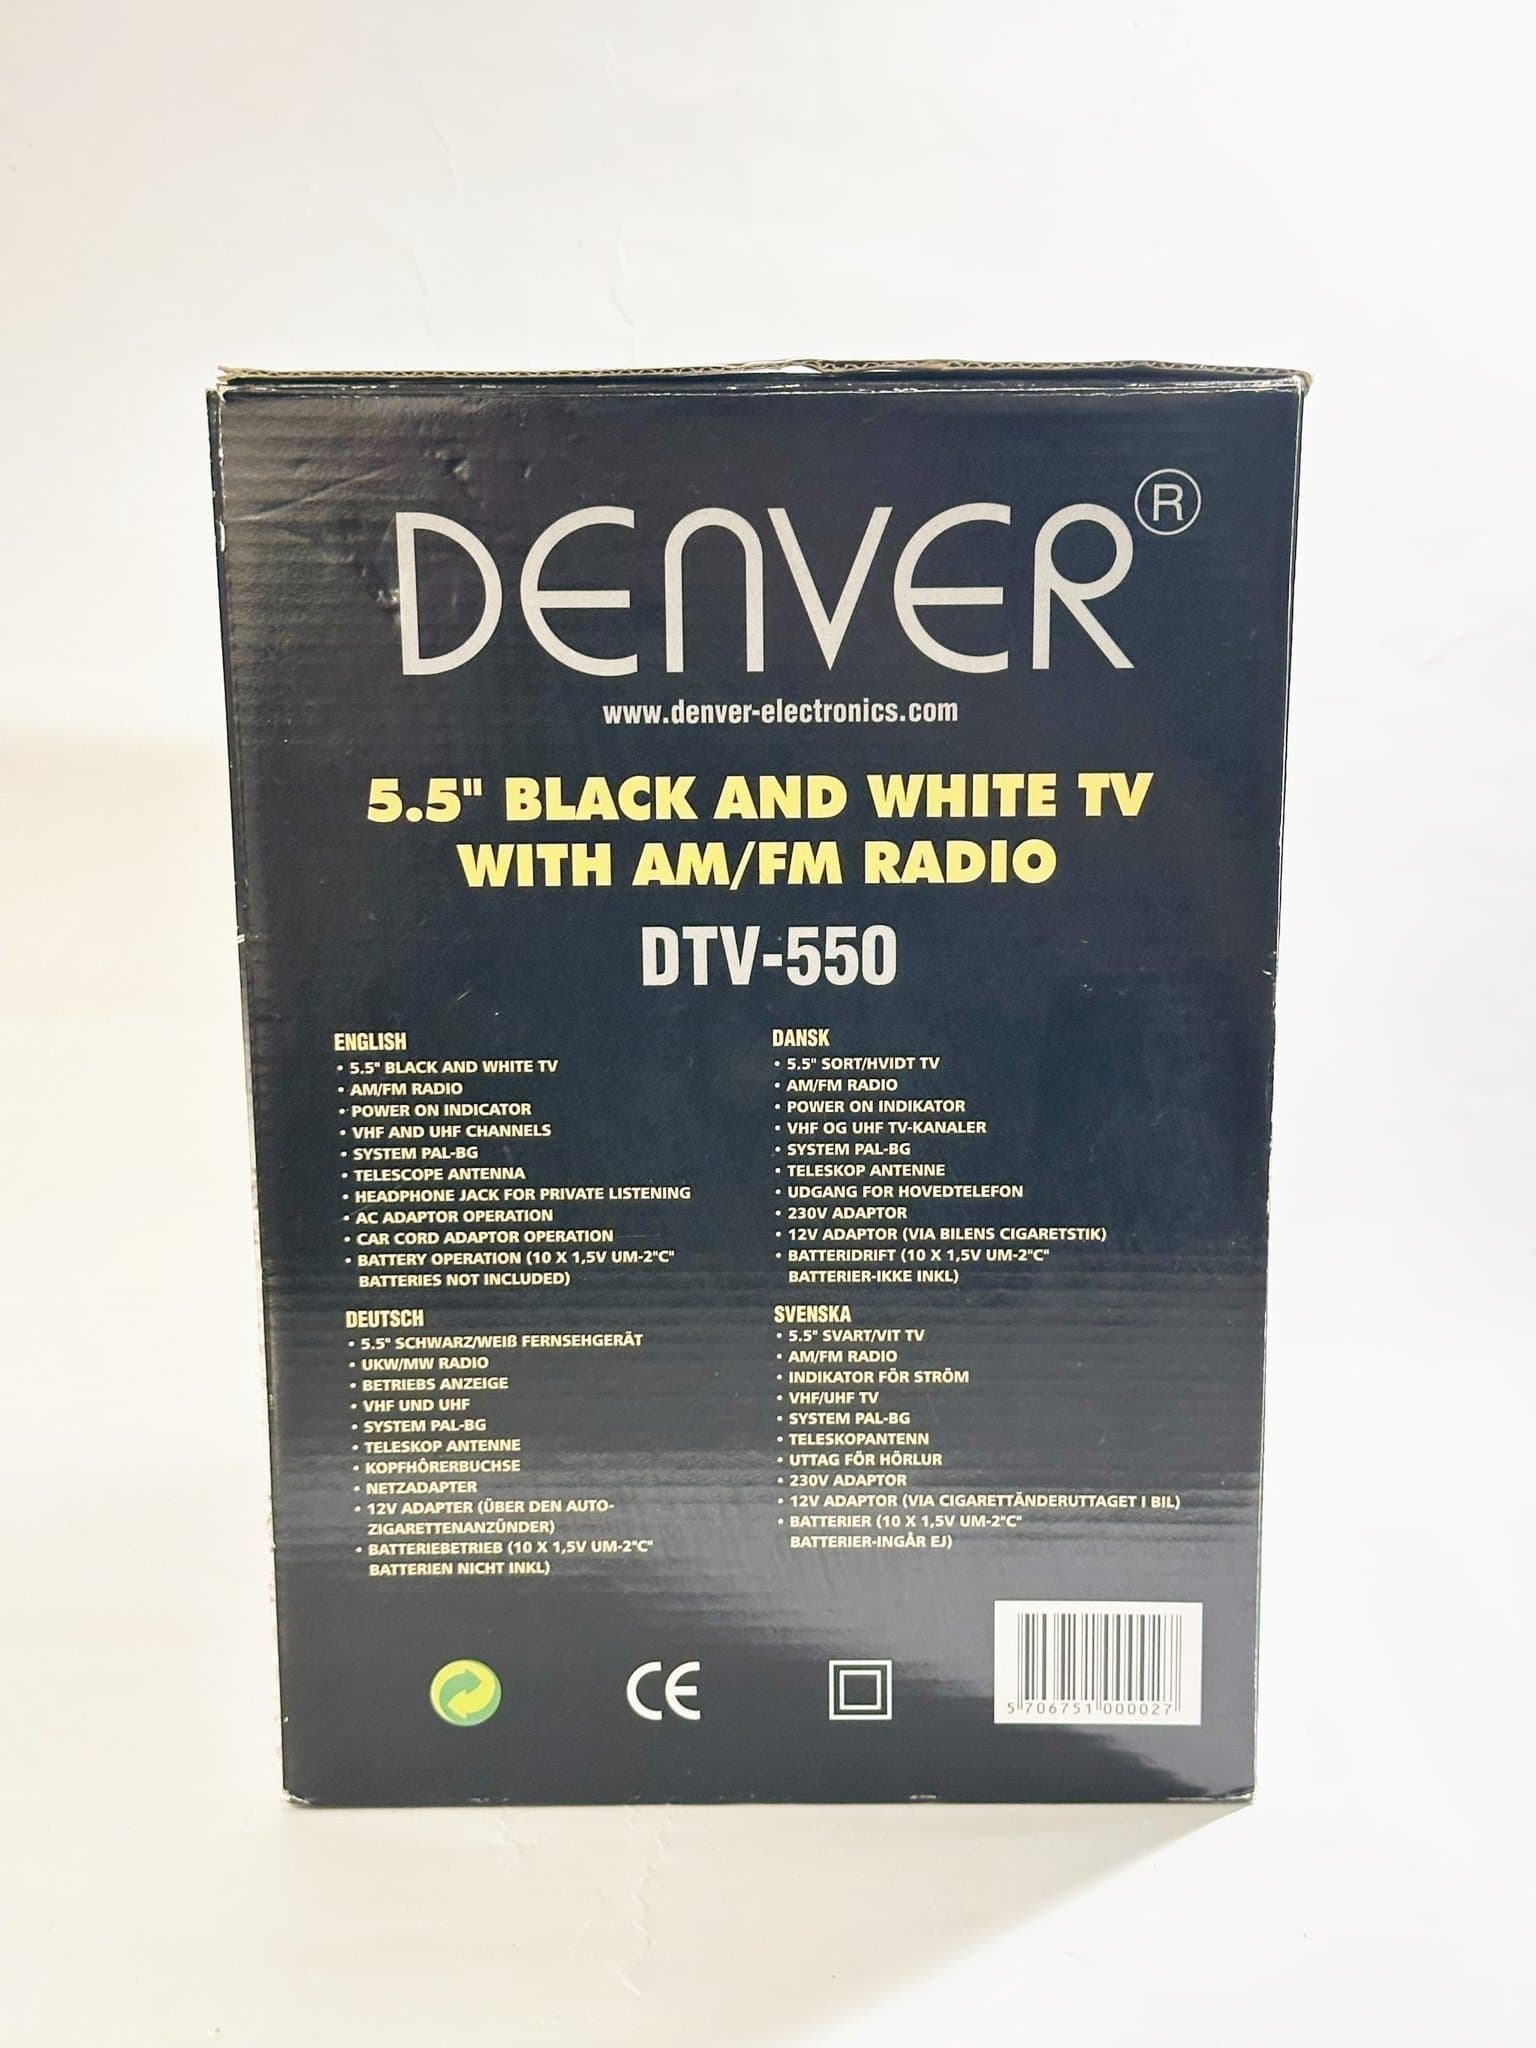 DENVER®
www.denver-electronics.com
5.5" BLACK AND WHITE TV
WITH AM/FM RADIO
DTV-550
ENGLISH
• 5.5" BLACK AND WHITE TV
• AM/FM RADIO
• POWER ON INDICATOR
• VHF AND UHF CHANNELS
• SYSTEM PAL-BG
• TELESCOPE ANTENNA
• HEADPHONE JACK FOR PRIVATE LISTENING
• AC ADAPTOR OPERATION
• CAR CORD ADAPTOR OPERATION
• BATTERY OPERATION (10 X 1,5V UM-2"C"
BATTERIES NOT INCLUDED)
DEUTSCH
• 5.5" SCHWARZ/WEIß FERNSEHGERÄT
• UKW/MW RADIO
• BETRIEBS ANZEIGE
• VHF UND UHF
• SYSTEM PAL-BG
• TELESKOP ANTENNE
• KOPFHÔRERBUCHSE
• NETZADAPTER
• 12V ADAPTER (ÜBER DEN AUTO-
ZIGARETTENANZÜNDER)
• BATTERIEBETRIEB (10 X 1,5V UM-2"C"
BATTERIEN NICHT INKL)
DANSK
• 5.5" SORT/HVIDT TV
• AM/FM RADIO
• POWER ON INDIKATOR
• VHF OG UHF TV-KANALER
• SYSTEM PAL-BG
• TELESKOP ANTENNE
• UDGANG FOR HOVEDTELEFON
• 230V ADAPTOR
• 12V ADAPTOR (VIA BILENS CIGARETSTIK)
• BATTERIDRIFT (10 X 1,5V UM-2"C"
BATTERIER-IKKE INKL)
SVENSKA
• 5.5" SVART/VIT TV
• AM/FM RADIO
• INDIKATOR FÖR STRÖM
• VHF/UHF TV
• SYSTEM PAL-BG
• TELESKOPANTENN
• UTTAG FÖR HÖRLUR
• 230V ADAPTOR
• 12V ADAPTOR (VIA CIGARETTÄNDERUTTAGET I BIL)
• BATTERIER (10 X 1,5V UM-2"C"
BATTERIER-INGÅR EJ)
CE
5 706751 000027